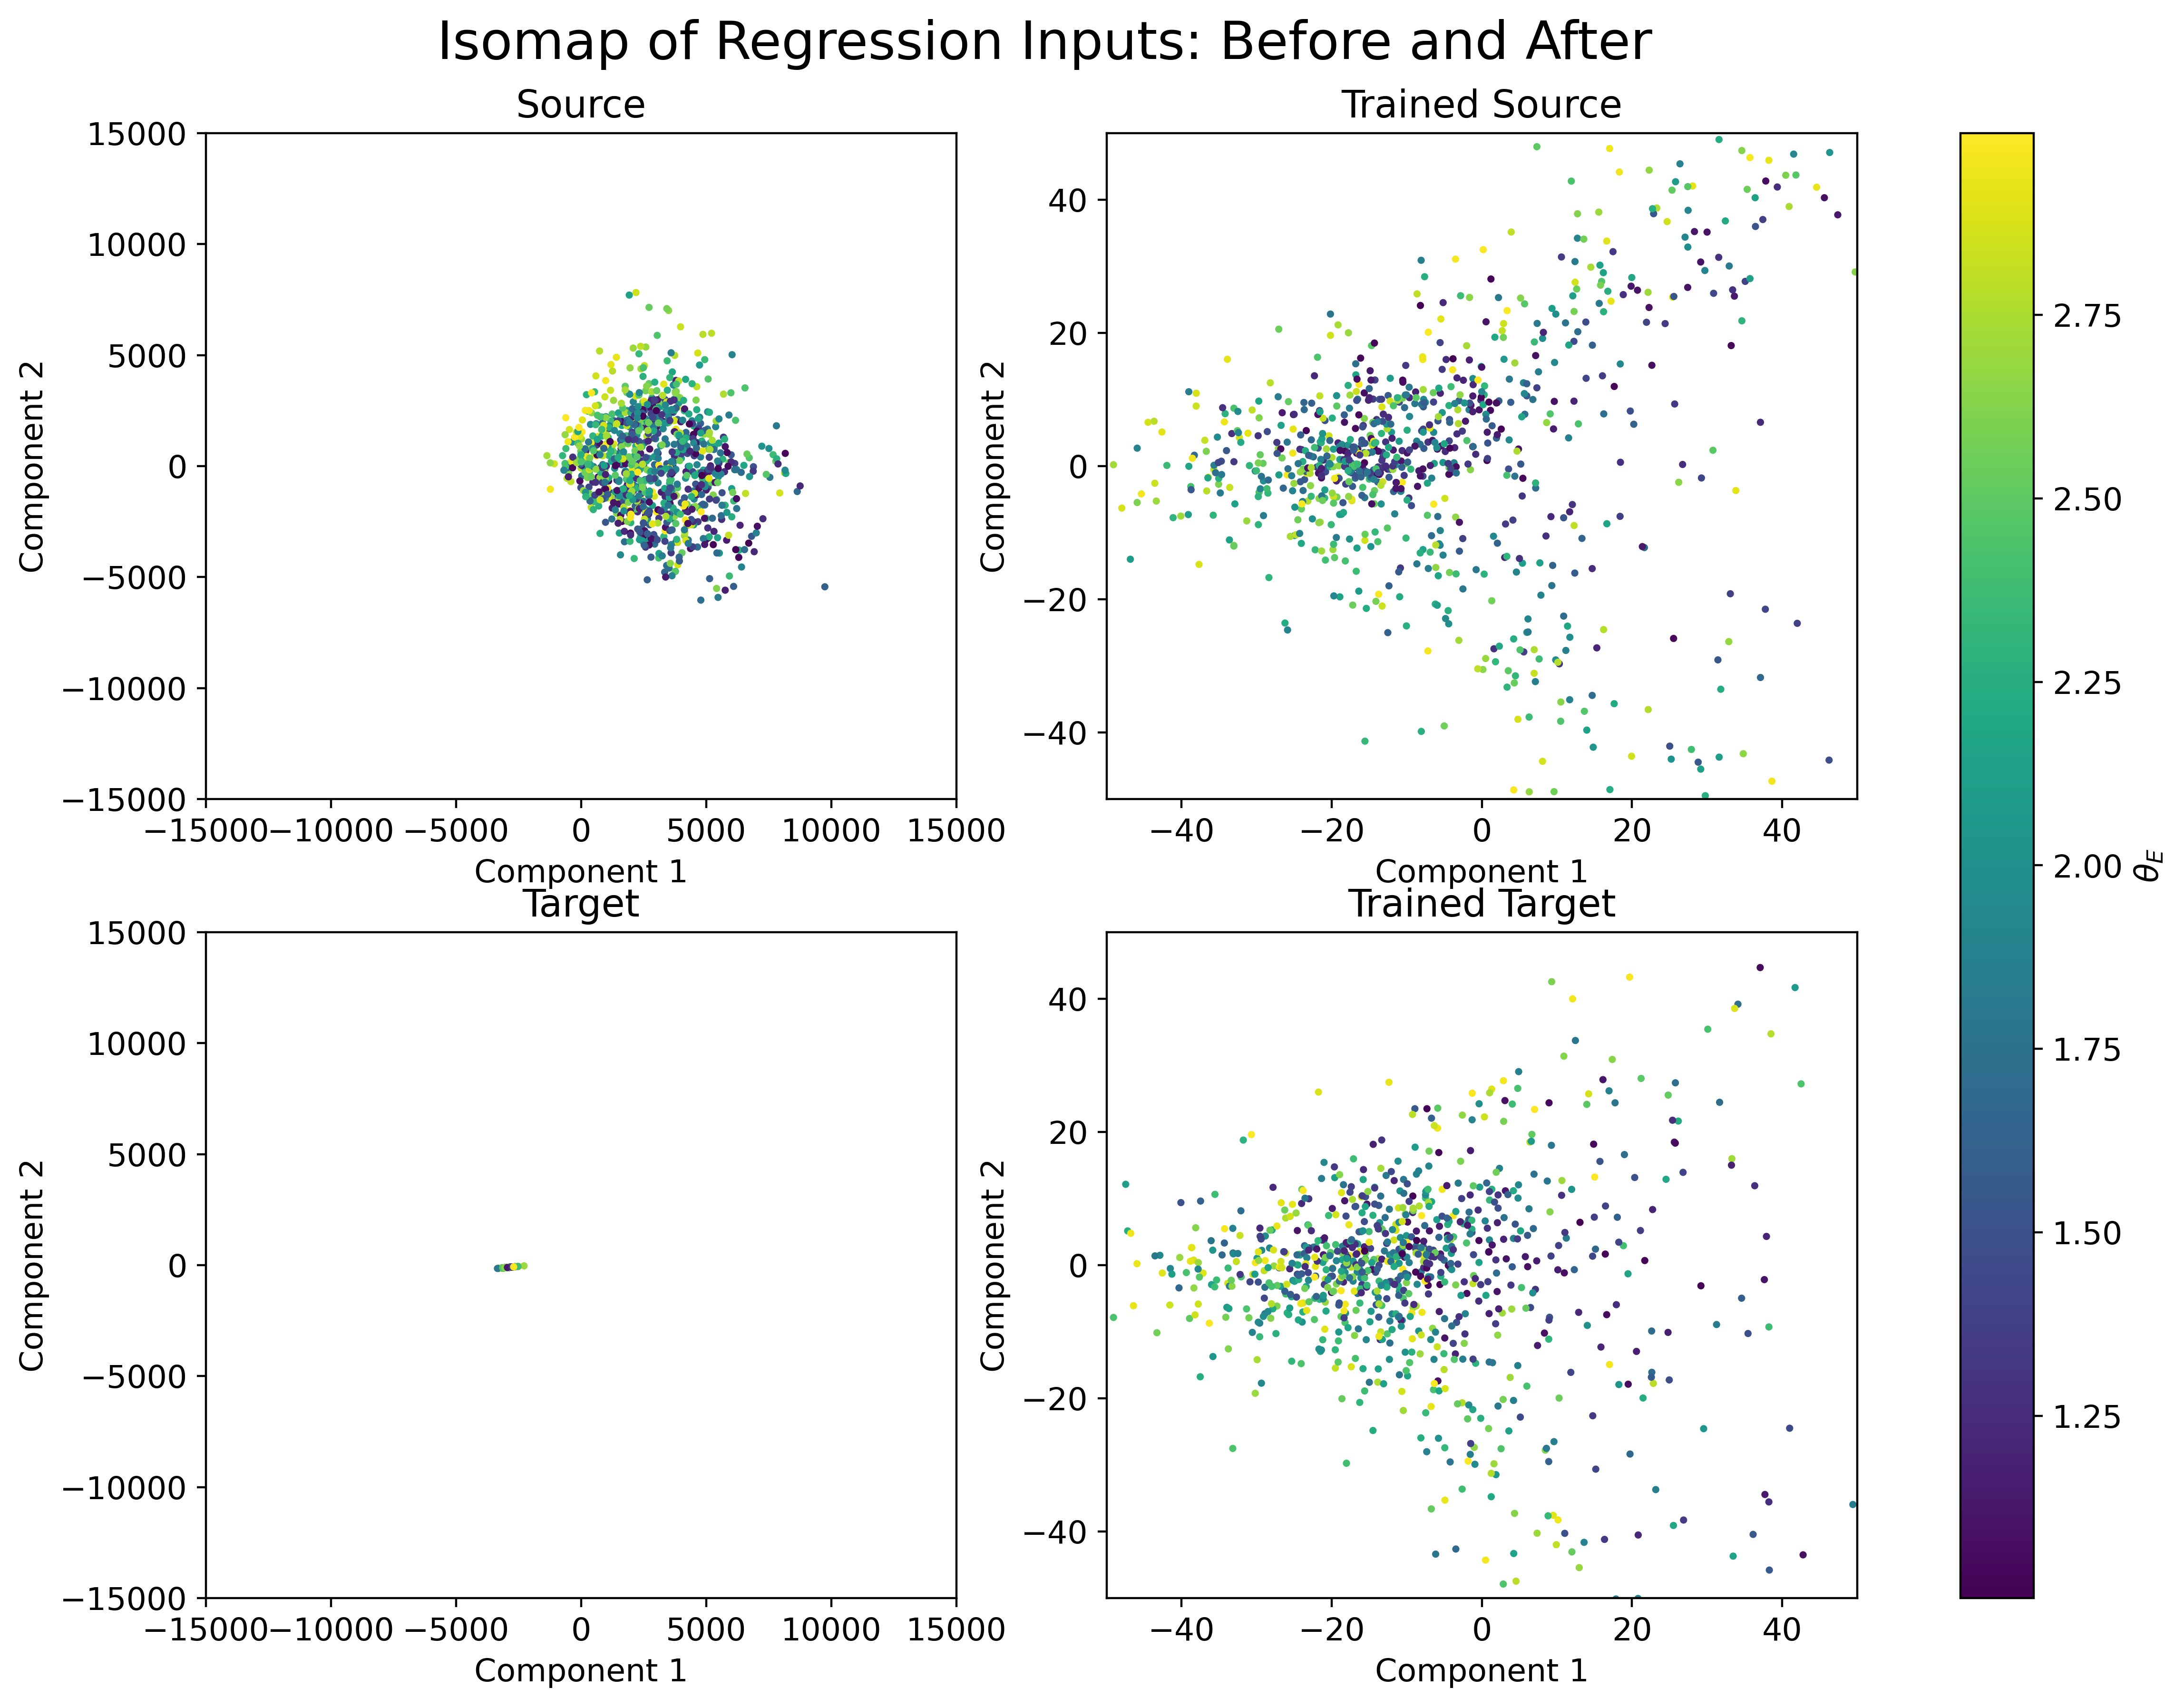 Isomap of Regression Inputs: Before and After
Source
Trained Source
15000
10000
5000
0
−5000
−10000
−15000
Component 2
−15000 −10000 −5000 0 5000 10000 15000
Component 1
40
20
0
−20
−40
Component 2
−40 −20 0 20 40
Component 1
Target
Trained Target
15000
10000
5000
0
−5000
−10000
−15000
Component 2
−15000 −10000 −5000 0 5000 10000 15000
Component 1
40
20
0
−20
−40
Component 2
−40 −20 0 20 40
Component 1
2.75
2.50
2.25
2.00
1.75
1.50
1.25
θ_E